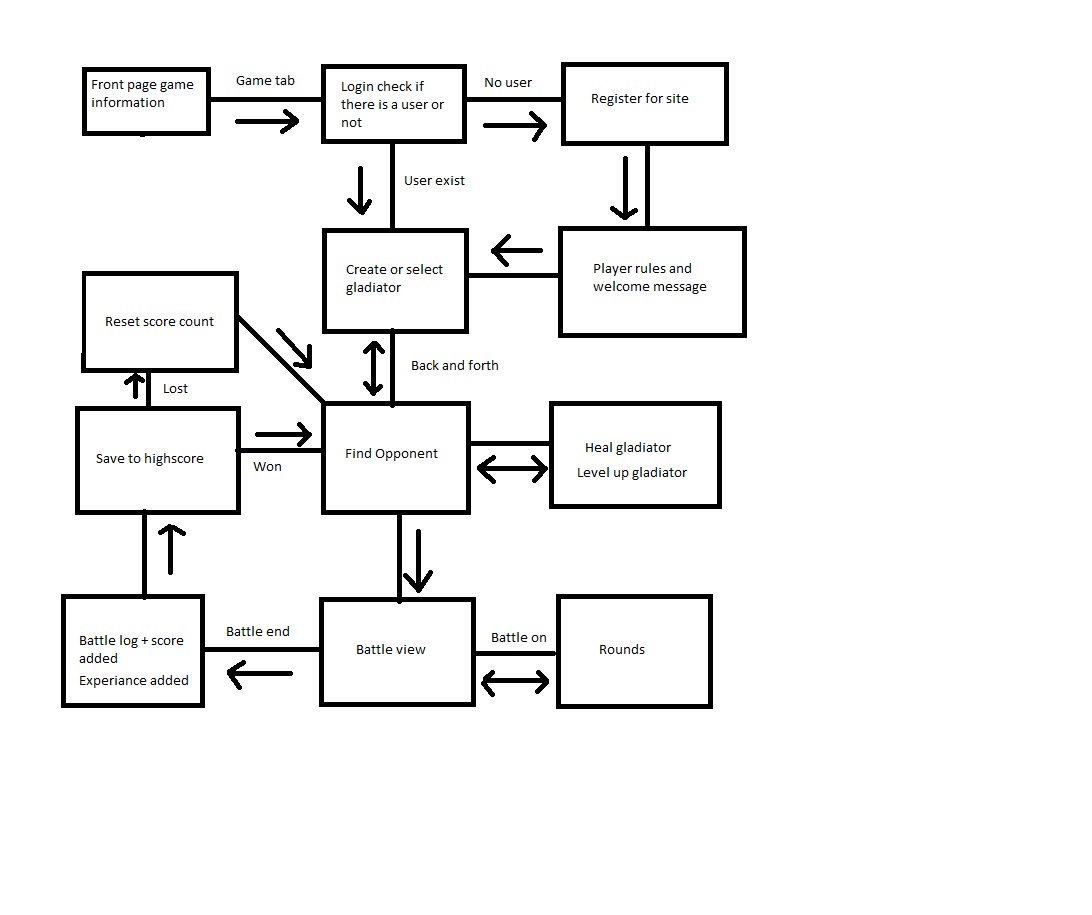 Front page game
information
Game tab
Login check if
there is a user or
not
No user
Register for site
User exist
Create or select
gladiator
Player rules and
welcome message
Reset score count
Back and forth
Lost
Save to highscore
Won
Find Opponent
Heal gladiator
Level up gladiator
Battle log + score
added
Experiance added
Battle end
Battle view
Battle on
Rounds